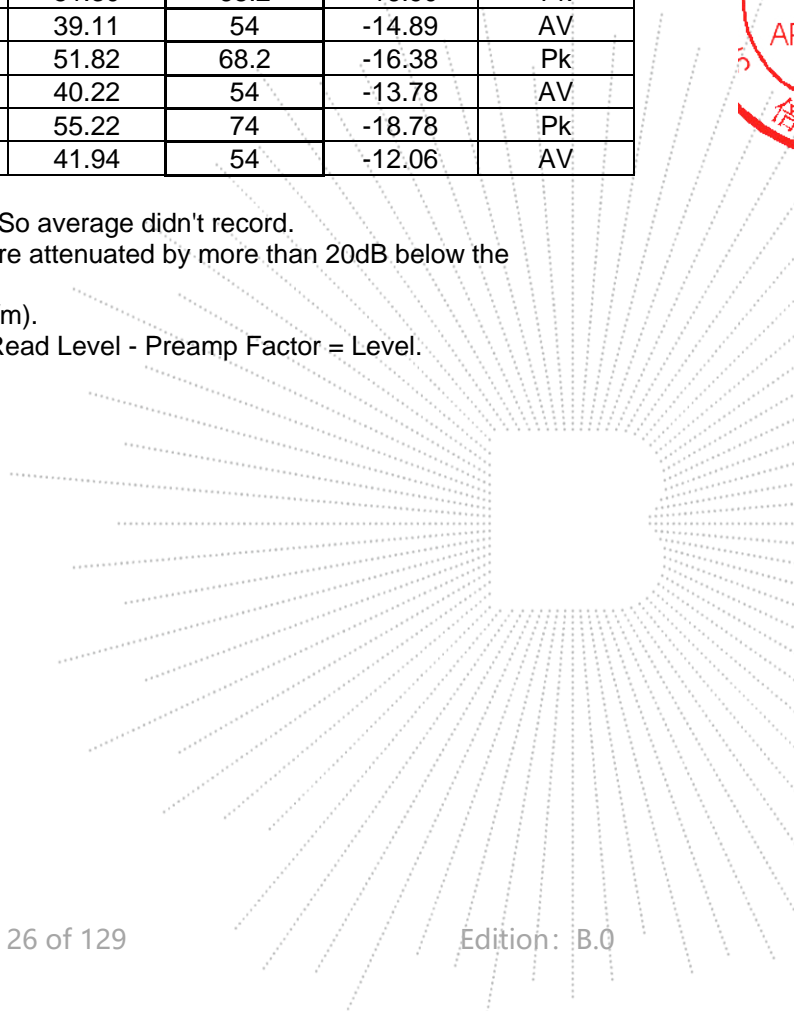 39.11 54 -14.89 AV
51.82 68.2 -16.38 Pk
40.22 54 -13.78 AV
55.22 74 -18.78 Pk
41.94 54 -12.06 AV
So average didn't record.
re attenuated by more than 20dB below the
m).
Read Level - Preamp Factor = Level.
26 of 129 Edition: B.0